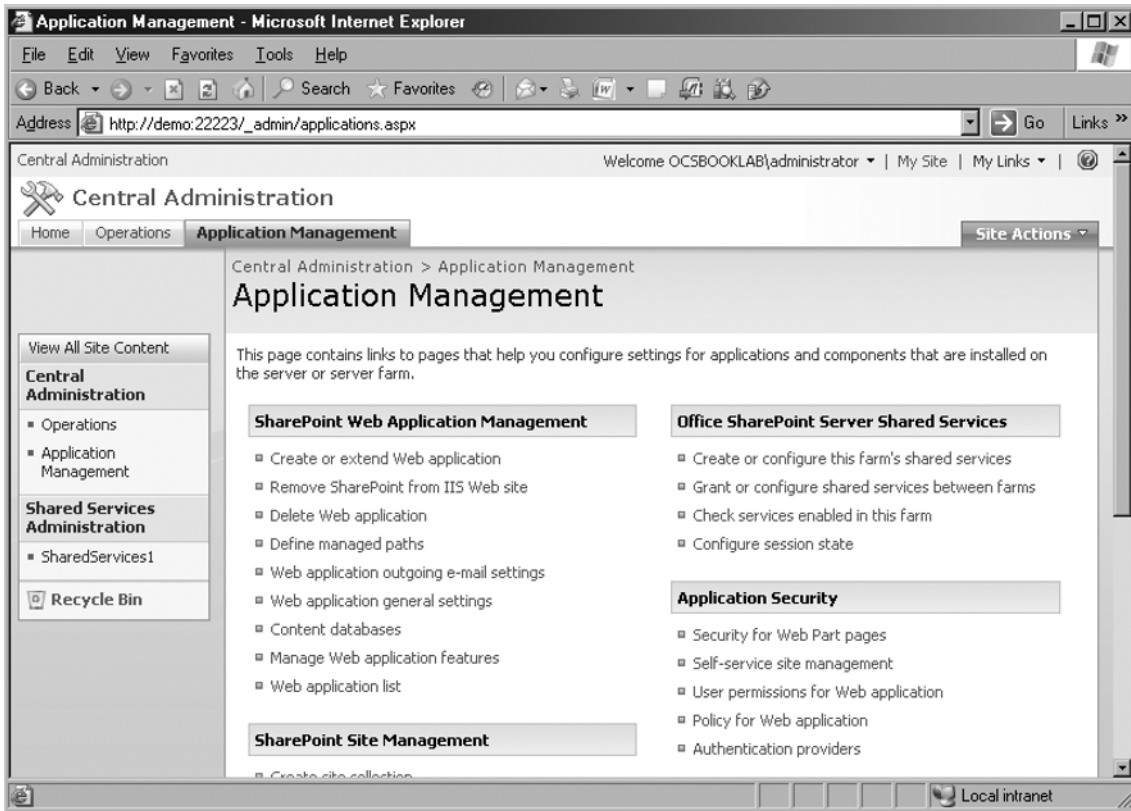 Application Management - Microsoft Internet Explorer
File Edit View Favorites Tools Help
Back Search Favorites
Address http://demo:22223/_admin/applications.aspx Go Links »
Central Administration Welcome OCSBOOKLAB\administrator | My Site | My Links |
Central Administration
Home Operations Application Management Site Actions
Central Administration > Application Management
Application Management
View All Site Content
Central
Administration
Operations
Application
Management
Shared Services
Administration
SharedServices1
Recycle Bin
This page contains links to pages that help you configure settings for applications and components that are installed on
the server or server farm.
SharePoint Web Application Management
Create or extend Web application
Remove SharePoint from IIS Web site
Delete Web application
Define managed paths
Web application outgoing e-mail settings
Web application general settings
Content databases
Manage Web application features
Web application list
SharePoint Site Management
Create site collection
Office SharePoint Server Shared Services
Create or configure this farm's shared services
Grant or configure shared services between farms
Check services enabled in this farm
Configure session state
Application Security
Security for Web Part pages
Self-service site management
User permissions for Web application
Policy for Web application
Authentication providers
Local intranet